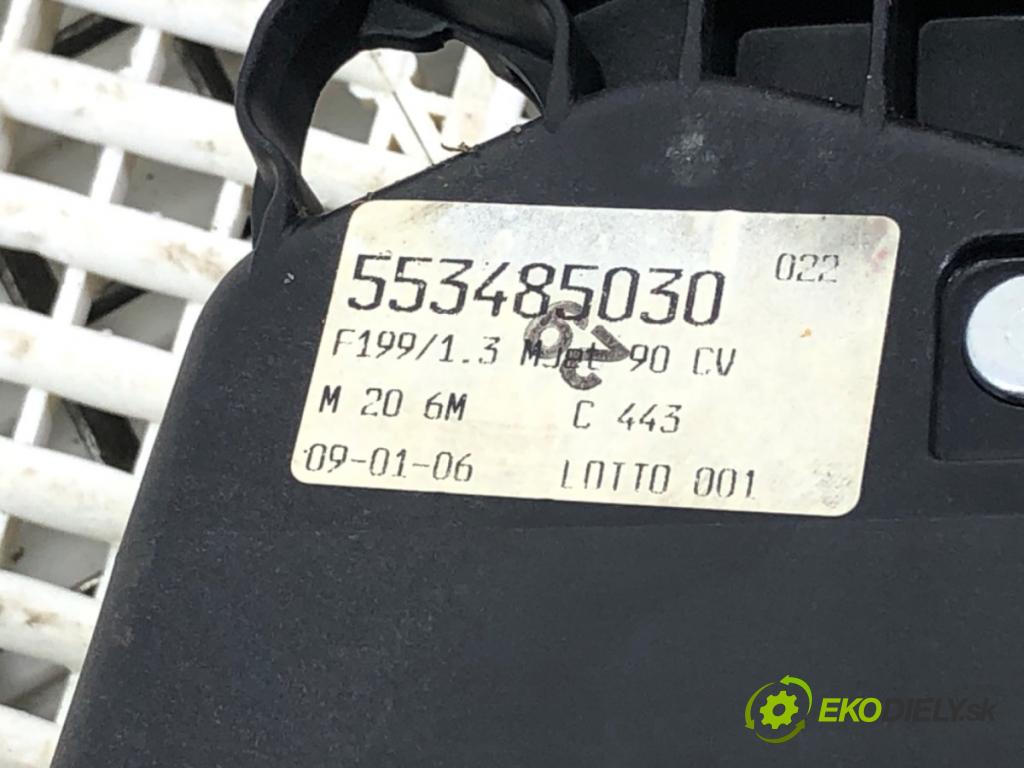 553485030 022
F199/1.3 MJet 90 CV
M 20 6M C 443
09-01-06 LOTTO 001
EKODIELY.sk